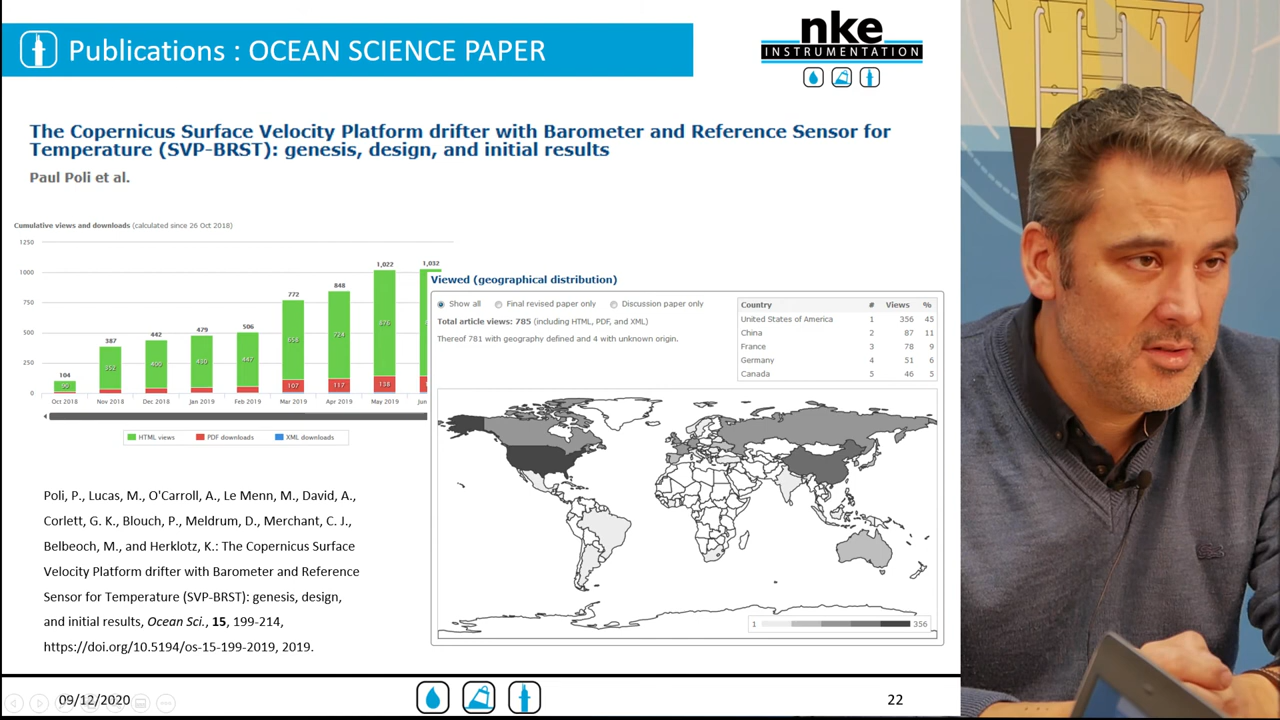 Publications : OCEAN SCIENCE PAPER
nke
INSTRUMENTATION
The Copernicus Surface Velocity Platform drifter with Barometer and Reference Sensor for
Temperature (SVP-BRST): genesis, design, and initial results
Paul Poli et al.
Cumulative views and downloads (calculated since 26 Oct 2018)
1250
1000
750
500
250
0
104
387
442
479
506
772
848
1,022
1,032
90
352
400
430
447
658
724
875
107
117
138
Oct 2018
Nov 2018
Dec 2018
Jan 2019
Feb 2019
Mar 2019
Apr 2019
May 2019
Jun
HTML views
PDF downloads
XML downloads
Viewed (geographical distribution)
Show all
Final revised paper only
Discussion paper only
Total article views: 785 (including HTML, PDF, and XML)
Thereof 781 with geography defined and 4 with unknown origin.
Country # Views %
United States of America 1 356 45
China 2 87 11
France 3 78 9
Germany 4 51 6
Canada 5 46 5
1 356
Poli, P., Lucas, M., O'Carroll, A., Le Menn, M., David, A.,
Corlett, G. K., Blouch, P., Meldrum, D., Merchant, C. J.,
Belbeoch, M., and Herklotz, K.: The Copernicus Surface
Velocity Platform drifter with Barometer and Reference
Sensor for Temperature (SVP-BRST): genesis, design,
and initial results, Ocean Sci., 15, 199-214,
https://doi.org/10.5194/os-15-199-2019, 2019.
09/12/2020
22